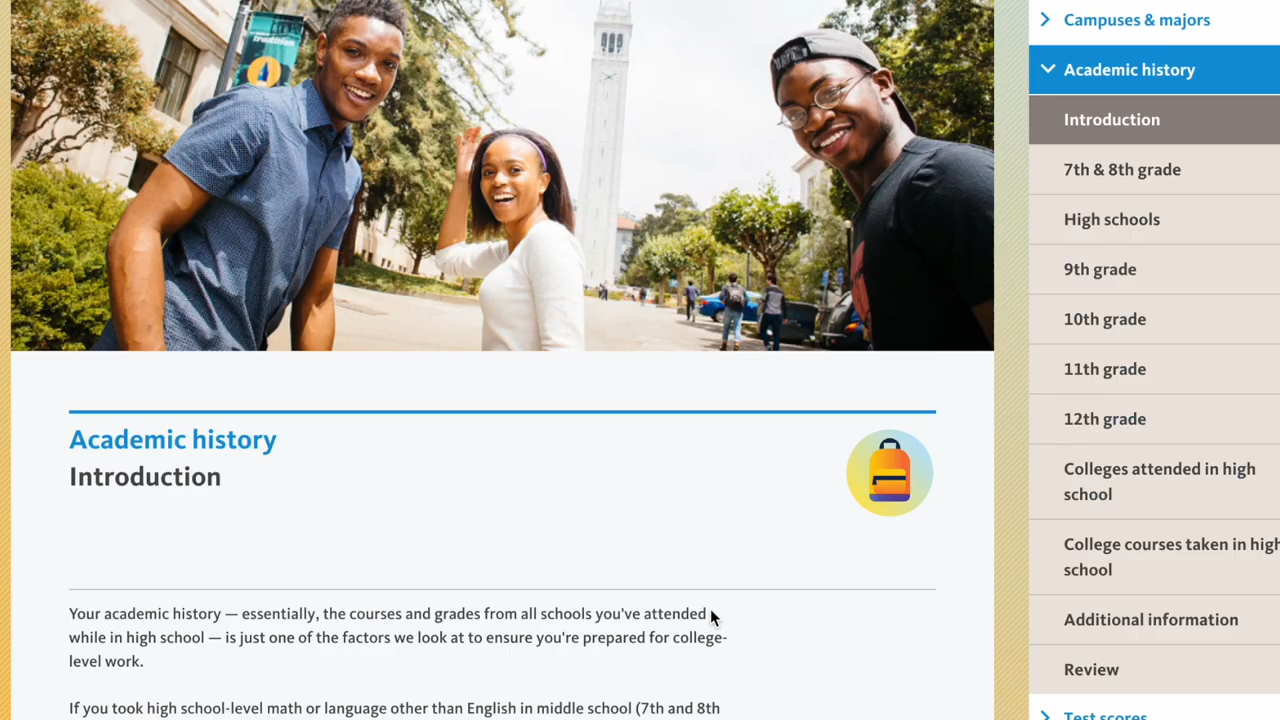 tradition
Academic history
Introduction
Your academic history — essentially, the courses and grades from all schools you've attended
while in high school — is just one of the factors we look at to ensure you're prepared for college-
level work.
If you took high school-level math or language other than English in middle school (7th and 8th
Campuses & majors
Academic history
Introduction
7th & 8th grade
High schools
9th grade
10th grade
11th grade
12th grade
Colleges attended in high
school
College courses taken in high
school
Additional information
Review
Test scores